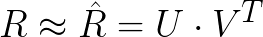 R ≈ R̂ = U · V^T